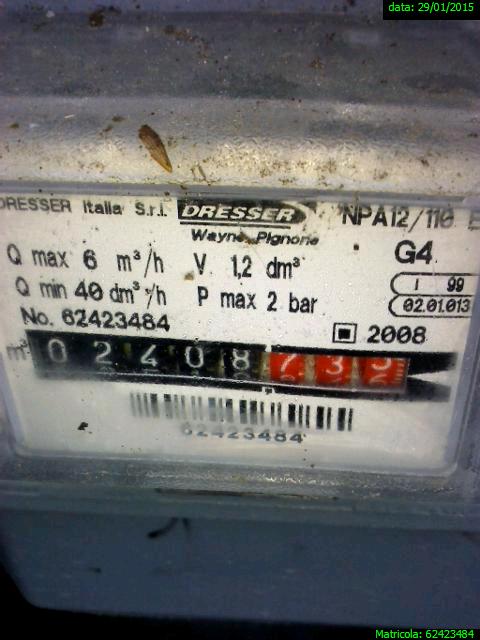 data: 29/01/2015
DRESSER Italia S.r.l. DRESSER NPA12/110
Wayne Pignone
G4
Q max 6 m³/h V 1,2 dm³
I 99
Q min 40 dm³/h P max 2 bar
02.01.013
No. 62423484
2008
m³ 0 2 4 0 8 7 3
62423484
Matricola: 62423484